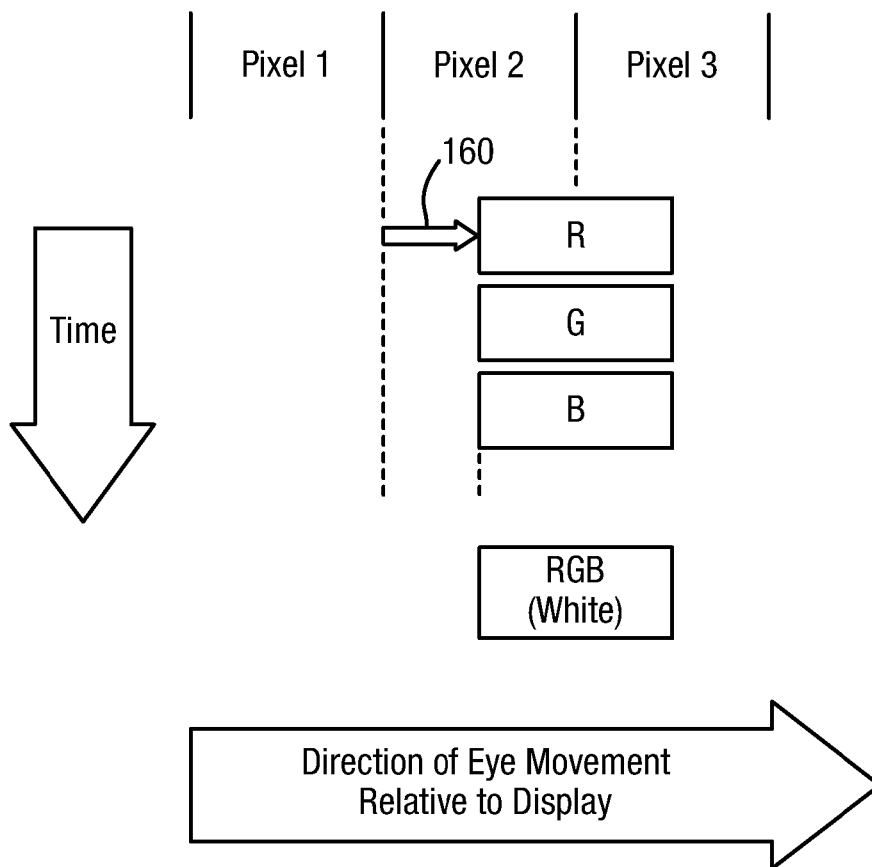 Pixel 1
Pixel 2
Pixel 3
160
R
Time
G
B
RGB
(White)
Direction of Eye Movement
Relative to Display